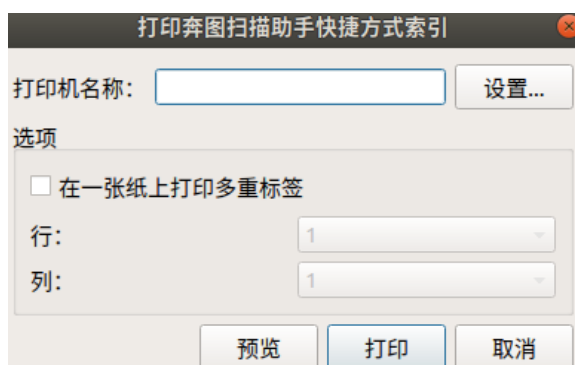 打印奔图扫描助手快捷方式索引
打印机名称： 设置...
选项
在一张纸上打印多重标签
行： 1
列： 1
预览 打印 取消